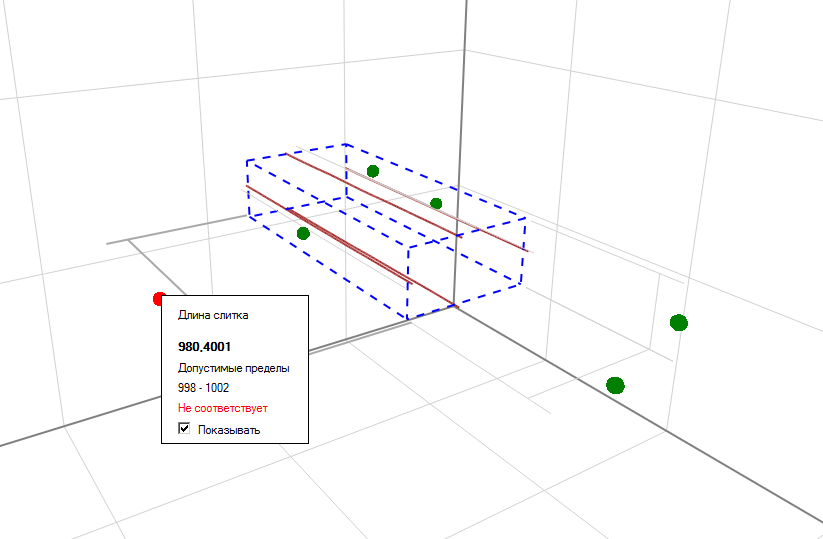 Длина слитка
980,4001
Допустимые пределы
998 - 1002
Не соответствует
Показывать